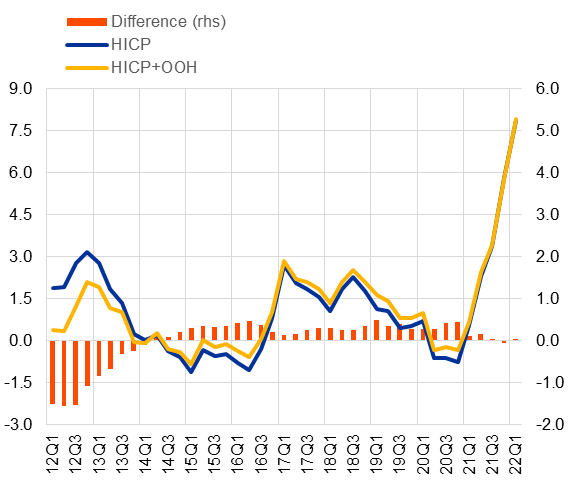 Difference (rhs)
HICP
HICP+OOH
9.0
7.5
6.0
4.5
3.0
1.5
0.0
-1.5
-3.0
6.0
5.0
4.0
3.0
2.0
1.0
0.0
-1.0
-2.0
12Q1
12Q3
13Q1
13Q3
14Q1
14Q3
15Q1
15Q3
16Q1
16Q3
17Q1
17Q3
18Q1
18Q3
19Q1
19Q3
20Q1
20Q3
21Q1
21Q3
22Q1